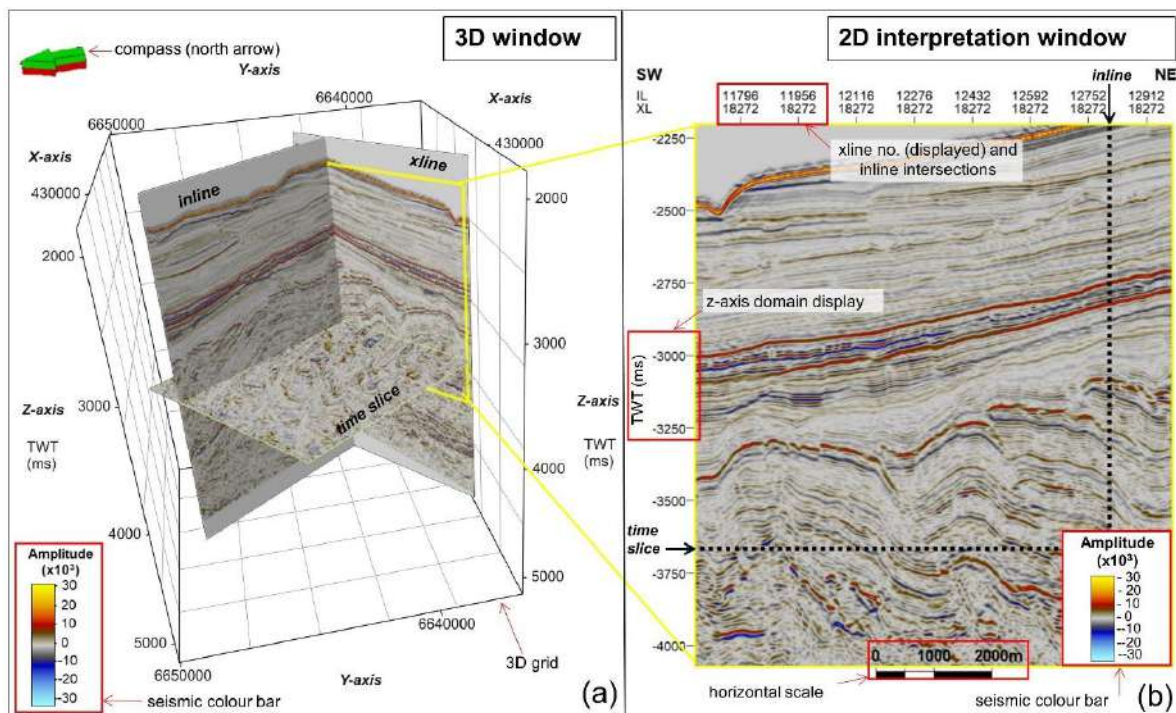 3D window
compass (north arrow)
Y-axis
6640000
X-axis
6650000
430000
X-axis
xline
430000
inline
2000
2000
3000
time slice
Z-axis
3000
Z-axis
TWT
(ms)
TWT
(ms)
4000
4000
Amplitude
(x10³)
30
20
10
0
-10
-20
-30
5000
5000
6640000
6650000
Y-axis
3D grid
seismic colour bar
(a)
2D interpretation window
SW
inline
NE
IL 11796 11956 12116 12276 12432 12592 12752 12912
XL 18272 18272 18272 18272 18272 18272 18272 18272
-2250
xline no. (displayed) and
inline intersections
-2500
-2750
z-axis domain display
-3000
TWT (ms)
-3250
-3500
time
slice
-3750
-4000
Amplitude
(x10³)
- 30
- 20
- 10
- 0
--10
--20
--30
0 1000 2000m
horizontal scale
seismic colour bar
(b)